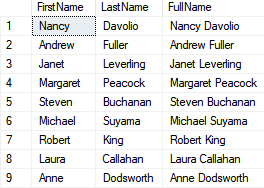 FirstName LastName FullName
1 Nancy Davolio Nancy Davolio
2 Andrew Fuller Andrew Fuller
3 Janet Leverling Janet Leverling
4 Margaret Peacock Margaret Peacock
5 Steven Buchanan Steven Buchanan
6 Michael Suyama Michael Suyama
7 Robert King Robert King
8 Laura Callahan Laura Callahan
9 Anne Dodsworth Anne Dodsworth